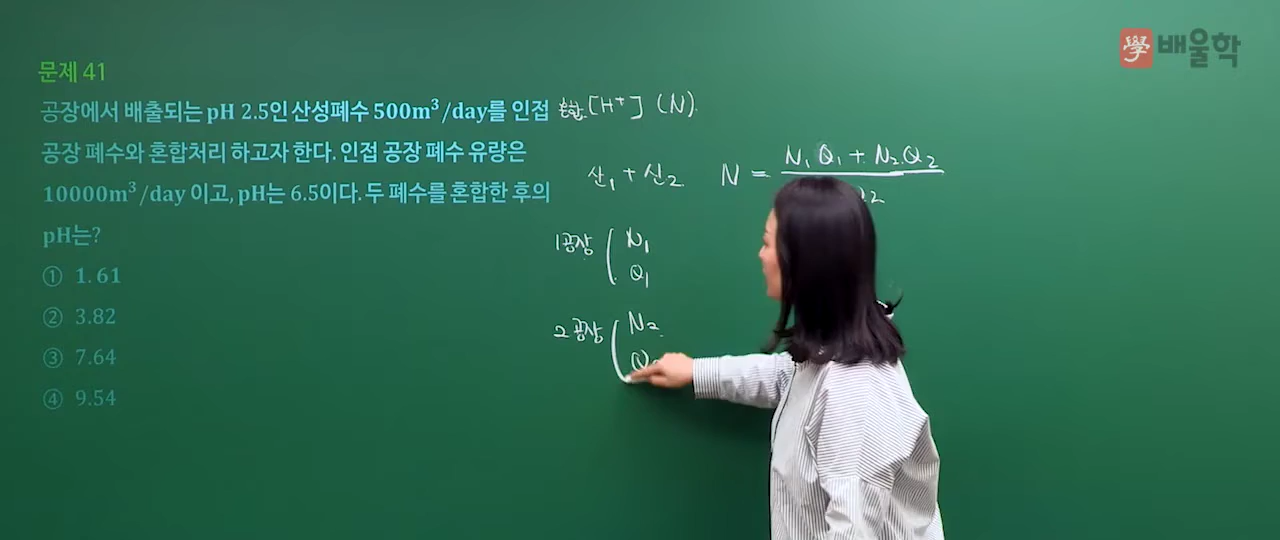 學 배울학
문제 41
공장에서 배출되는 pH 2.5인 산성폐수 500m³/day를 인접
공장 폐수와 혼합처리 하고자 한다. 인접 공장 폐수 유량은
10000m³/day 이고, pH는 6.5이다. 두 폐수를 혼합한 후의
pH는?
① 1.61
② 3.82
③ 7.64
④ 9.54
[H⁺] (N)
산₁ + 산₂ N = N₁Q₁ + N₂Q₂
1공장 N₁
Q₁
2공장 N₂